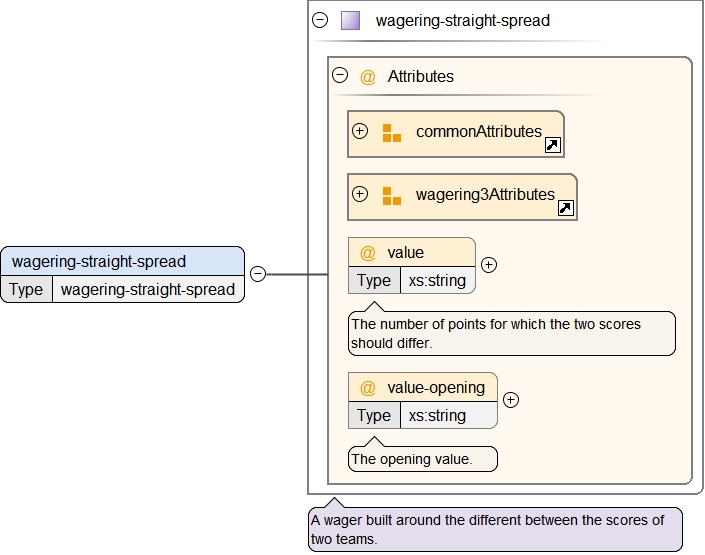 wagering-straight-spread
@ Attributes
commonAttributes
wagering3Attributes
@ value
Type xs:string
The number of points for which the two scores
should differ.
@ value-opening
Type xs:string
The opening value.
wagering-straight-spread
Type wagering-straight-spread
A wager built around the different between the scores of
two teams.